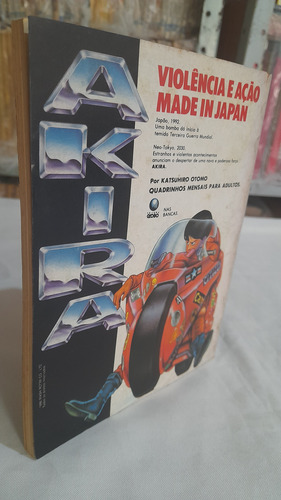 AKIRA
VIOLÊNCIA E AÇÃO
MADE IN JAPAN
Japão, 1992.
Uma bomba dá início à
temida Terceira Guerra Mundial.
Neo-Tokyo, 2030.
Estranhos e violentos acontecimentos
anunciam o despertar de uma nova e poderosa força:
AKIRA.
Por KATSUHIRO OTOMO
QUADRINHOS MENSAIS PARA ADULTOS.
GLOBO
NAS
BANCAS.